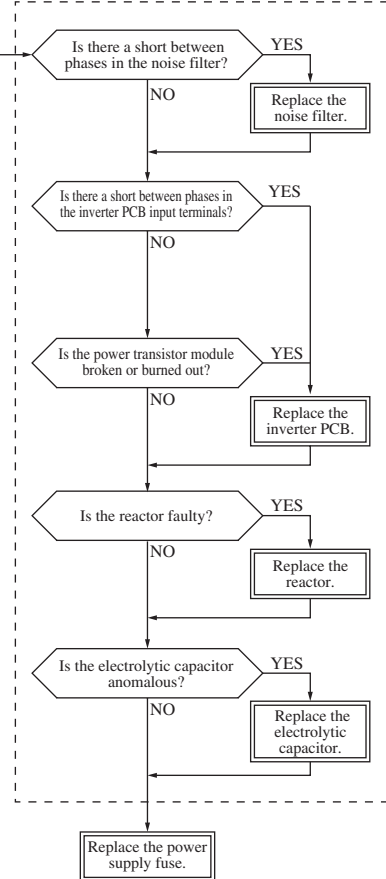 Is there a short between
phases in the noise filter?
YES
NO
Replace the
noise filter.
Is there a short between phases in
the inverter PCB input terminals?
YES
NO
Is the power transistor module
broken or burned out?
YES
NO
Replace the
inverter PCB.
Is the reactor faulty?
YES
NO
Replace the
reactor.
Is the electrolytic capacitor
anomalous?
YES
NO
Replace the
electrolytic
capacitor.
Replace the power
supply fuse.